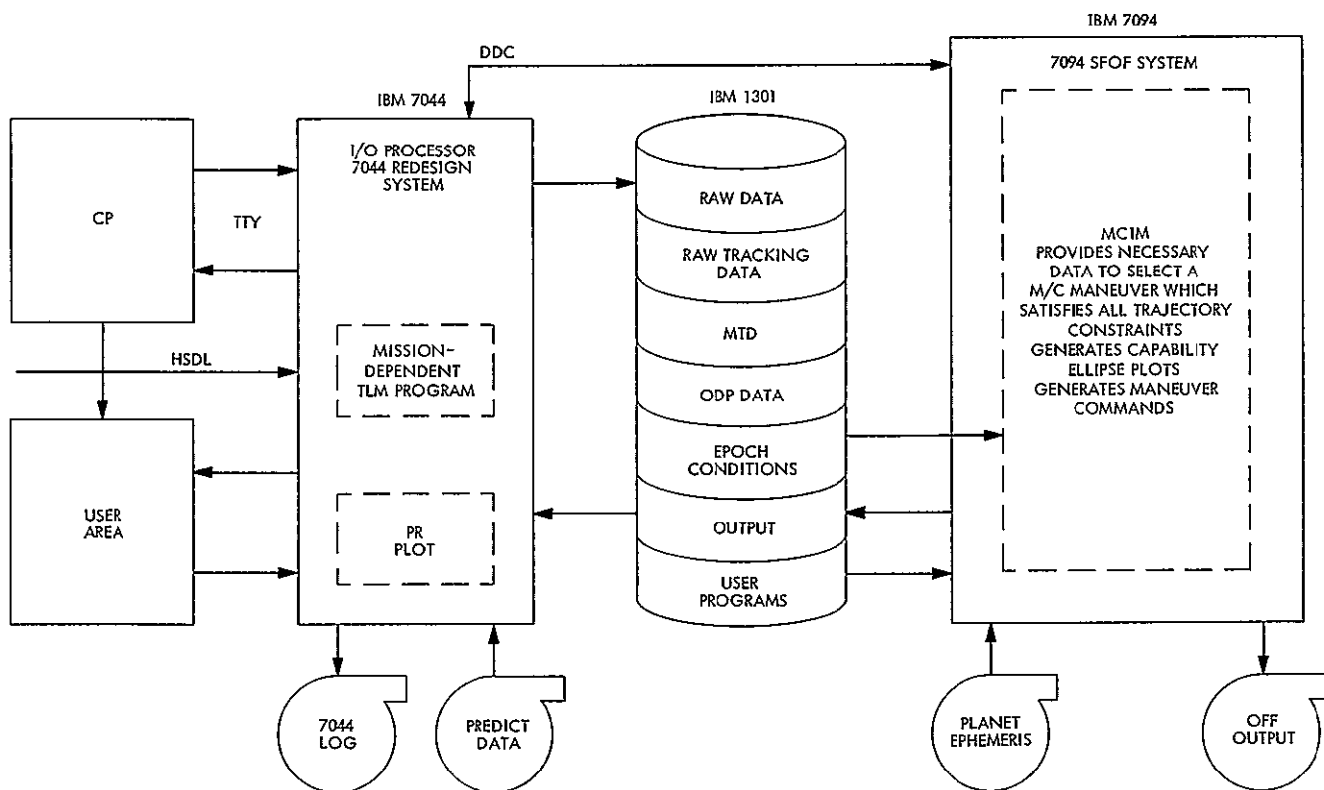 IBM 7094
DDC
7094 SFOF SYSTEM
IBM 7044
IBM 1301
I/O PROCESSOR
7044 REDESIGN
SYSTEM
CP
TTY
HSDL
MISSION-
DEPENDENT
TLM PROGRAM
USER
AREA
PR
PLOT
RAW DATA
RAW TRACKING
DATA
MTD
ODP DATA
EPOCH
CONDITIONS
OUTPUT
USER
PROGRAMS
MC1M
PROVIDES NECESSARY
DATA TO SELECT A
M/C MANEUVER WHICH
SATISFIES ALL TRAJECTORY
CONSTRAINTS
GENERATES CAPABILITY
ELLIPSE PLOTS
GENERATES MANEUVER
COMMANDS
7044
LOG
PREDICT
DATA
PLANET
EPHEMERIS
OFF
OUTPUT